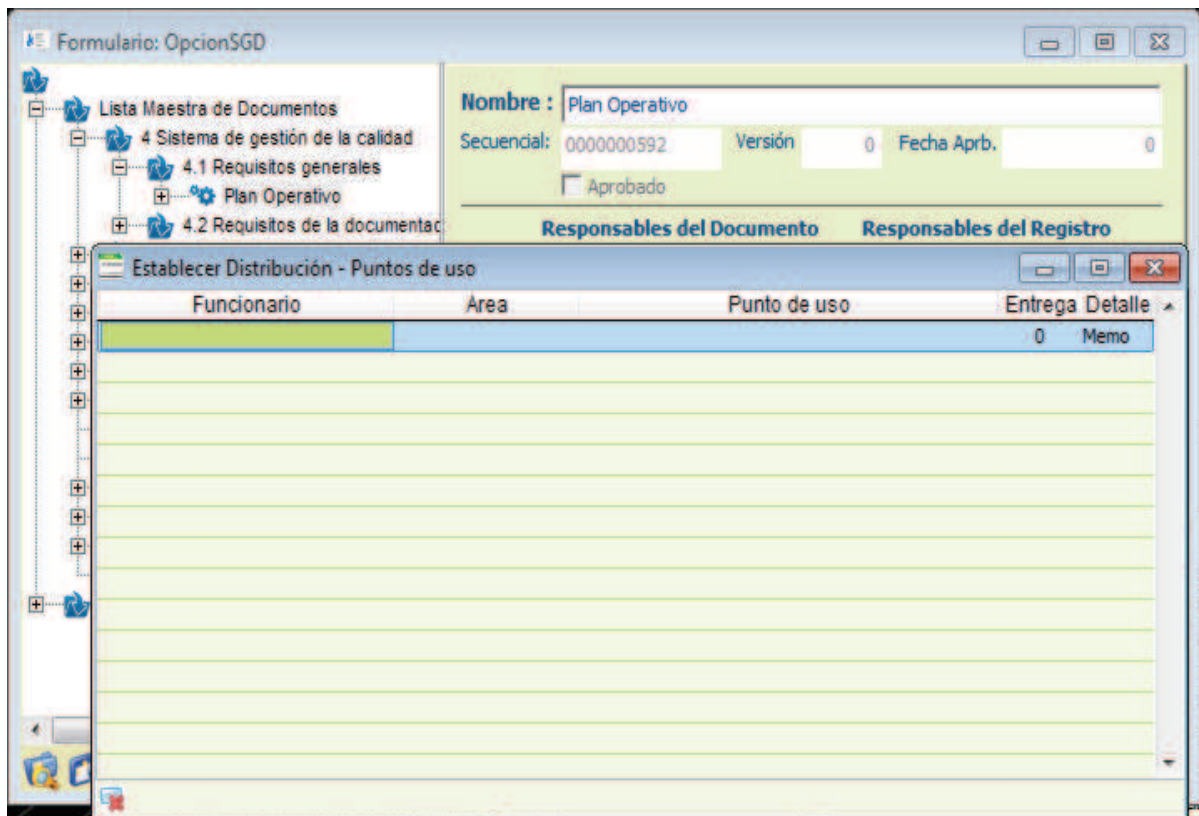 Formulario: OpcionSGD
Lista Maestra de Documentos
4 Sistema de gestión de la calidad
4.1 Requisitos generales
Plan Operativo
4.2 Requisitos de la documentac
Nombre : Plan Operativo
Secuencial: 0000000592 Versión 0 Fecha Aprb. 0
Aprobado
Responsables del Documento Responsables del Registro
Establecer Distribución - Puntos de uso
Funcionario Area Punto de uso Entrega Detalle
0 Memo